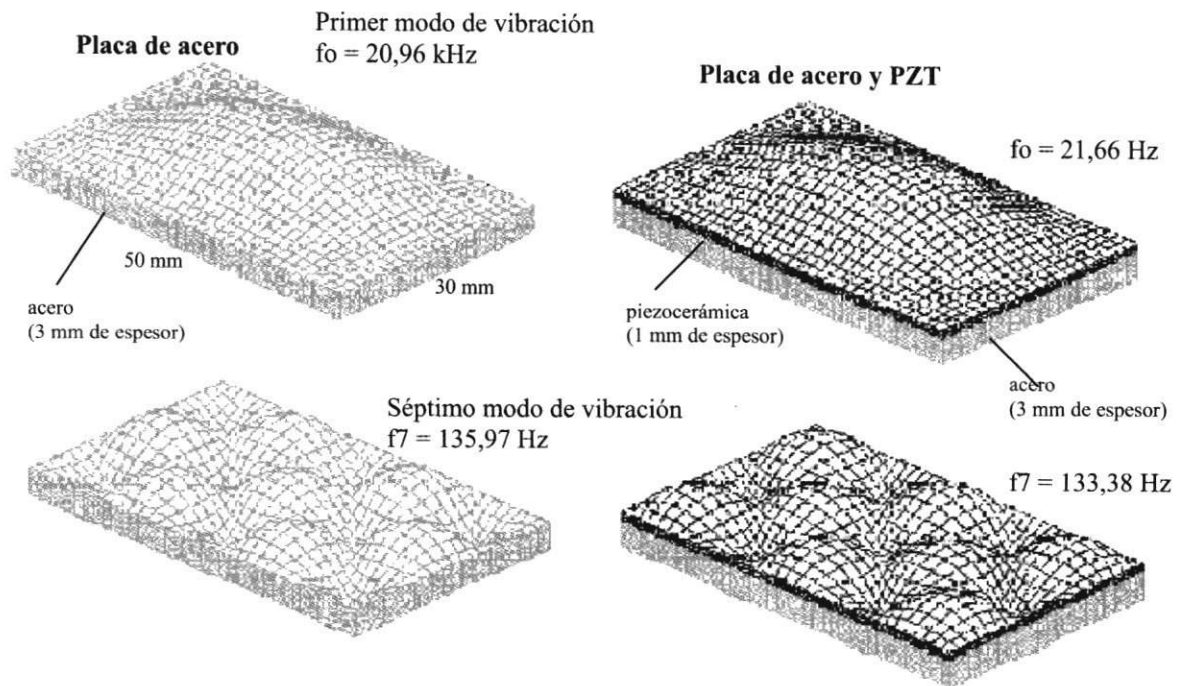 Primer modo de vibración
fo = 20,96 kHz
Placa de acero
50 mm
30 mm
acero
(3 mm de espesor)
Placa de acero y PZT
fo = 21,66 Hz
piezocerámica
(1 mm de espesor)
acero
(3 mm de espesor)
Séptimo modo de vibración
f7 = 135,97 Hz
f7 = 133,38 Hz